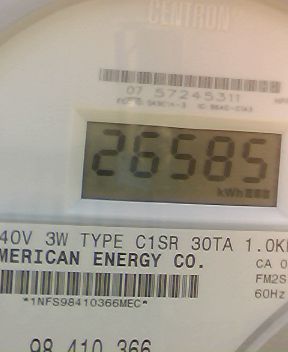 CENTRON
07 57245311
26585
kWh
40V 3W TYPE C1SR 30TA 1.0K
MERICAN ENERGY CO.
CA 0
FM2S
60Hz
*1NFS98410366MEC*
98 410 366